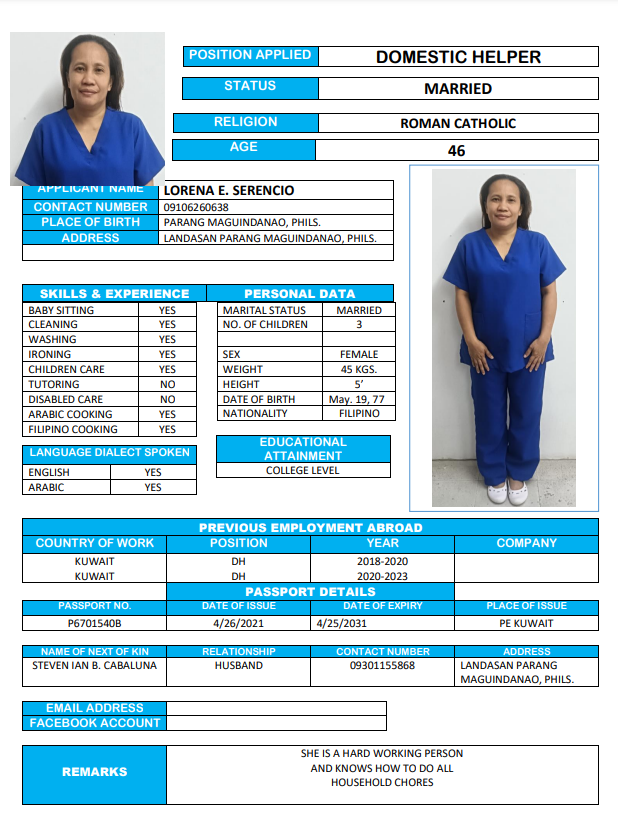 POSITION APPLIED DOMESTIC HELPER
STATUS MARRIED
RELIGION ROMAN CATHOLIC
AGE 46
APPLICANT NAME LORENA E. SERENCIO
CONTACT NUMBER 09106260638
PLACE OF BIRTH PARANG MAGUINDANAO, PHILS.
ADDRESS LANDASAN PARANG MAGUINDANAO, PHILS.
SKILLS & EXPERIENCE PERSONAL DATA
BABY SITTING YES MARITAL STATUS MARRIED
CLEANING YES NO. OF CHILDREN 3
WASHING YES
IRONING YES SEX FEMALE
CHILDREN CARE YES WEIGHT 45 KGS.
TUTORING NO HEIGHT 5’
DISABLED CARE NO DATE OF BIRTH May. 19, 77
ARABIC COOKING YES NATIONALITY FILIPINO
FILIPINO COOKING YES
LANGUAGE DIALECT SPOKEN
ENGLISH YES
ARABIC YES
EDUCATIONAL
ATTAINMENT
COLLEGE LEVEL
PREVIOUS EMPLOYMENT ABROAD
COUNTRY OF WORK POSITION YEAR COMPANY
KUWAIT DH 2018-2020
KUWAIT DH 2020-2023
PASSPORT DETAILS
PASSPORT NO. DATE OF ISSUE DATE OF EXPIRY PLACE OF ISSUE
P6701540B 4/26/2021 4/25/2031 PE KUWAIT
NAME OF NEXT OF KIN RELATIONSHIP CONTACT NUMBER ADDRESS
STEVEN IAN B. CABALUNA HUSBAND 09301155868 LANDASAN PARANG
MAGUINDANAO, PHILS.
EMAIL ADDRESS
FACEBOOK ACCOUNT
REMARKS
SHE IS A HARD WORKING PERSON
AND KNOWS HOW TO DO ALL
HOUSEHOLD CHORES